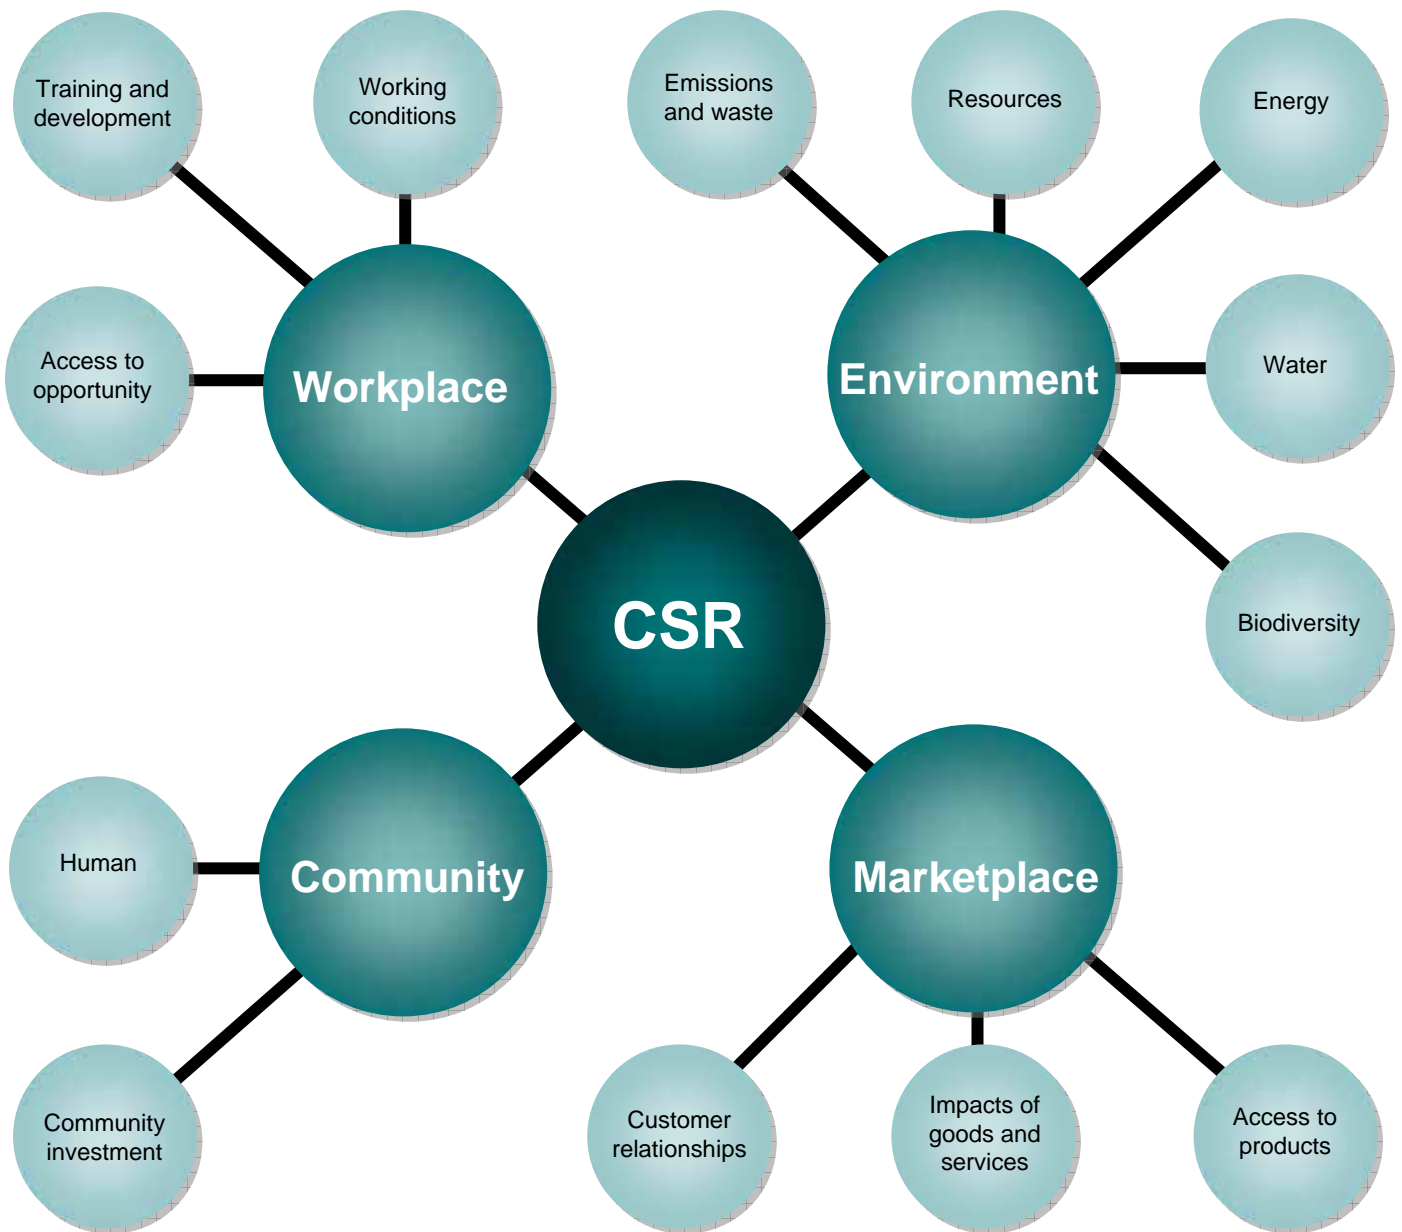 Training and
development
Working
conditions
Emissions
and waste
Resources
Energy
Access to
opportunity
Workplace
Environment
Water
CSR
Biodiversity
Human
Community
Marketplace
Community
investment
Customer
relationships
Impacts of
goods and
services
Access to
products